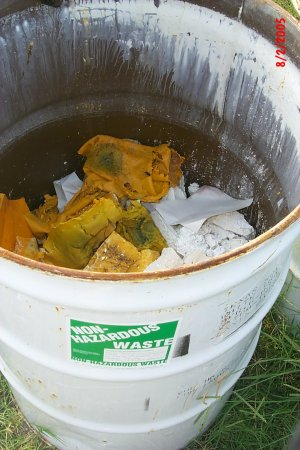 8/2/2005
NON-
HAZARDOUS
WASTE
NON-HAZARDOUS WASTE